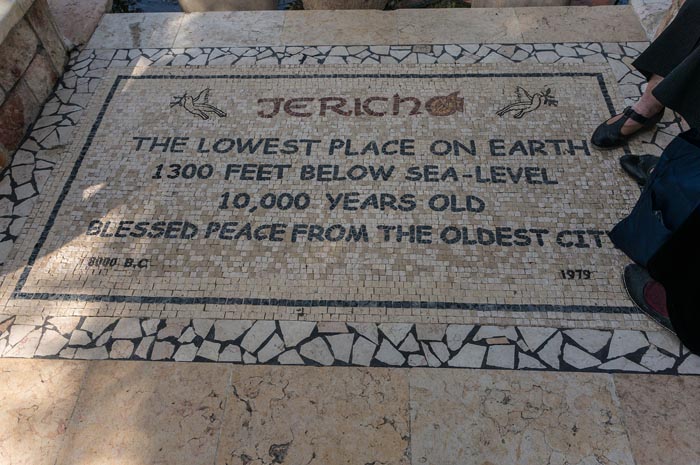 JERICHO
THE LOWEST PLACE ON EARTH
1300 FEET BELOW SEA-LEVEL
10,000 YEARS OLD
BLESSED PEACE FROM THE OLDEST CITY
8000 B.C 1979